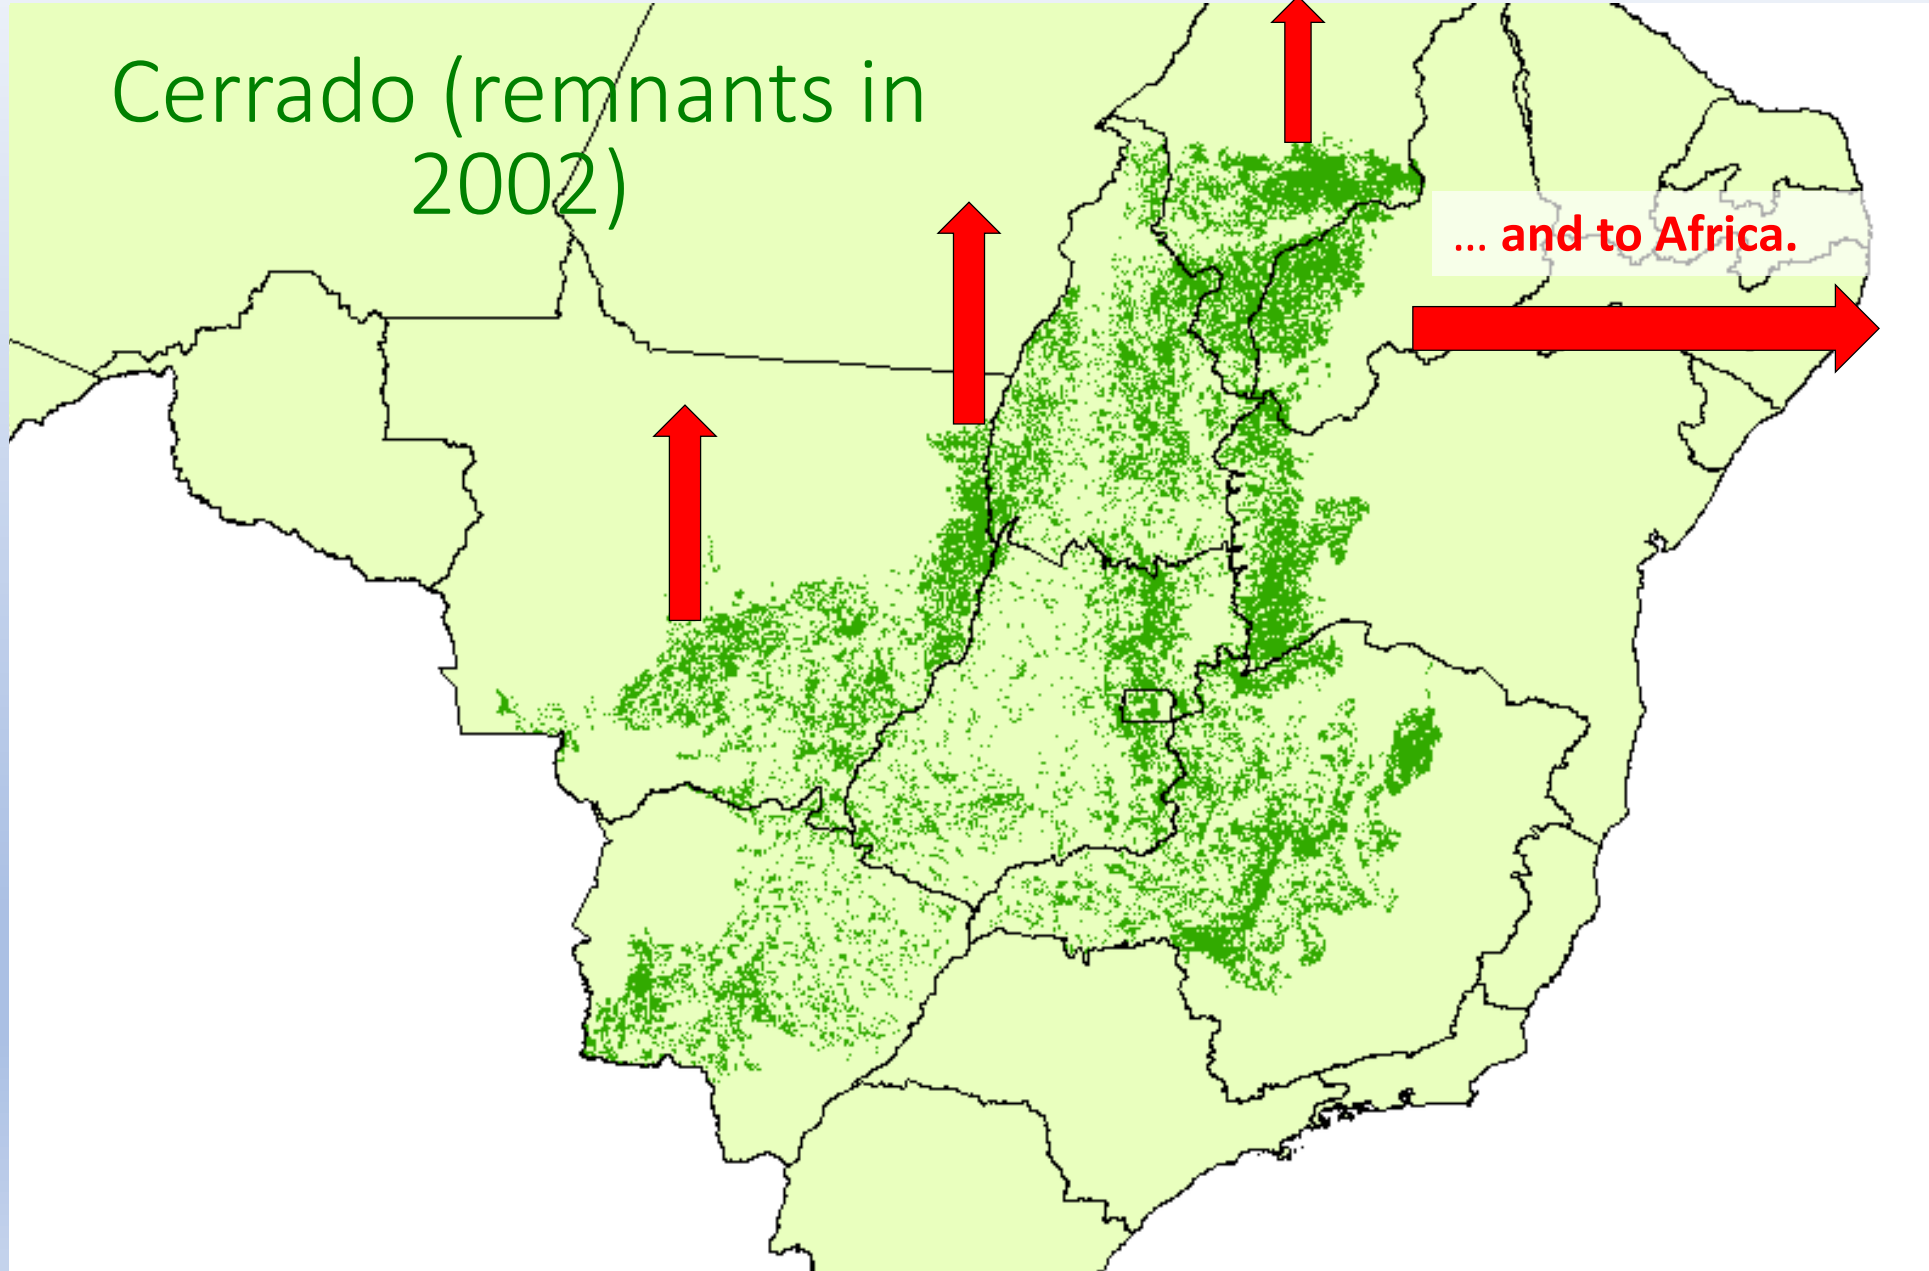 Cerrado (remnants in
2002)
... and to Africa.